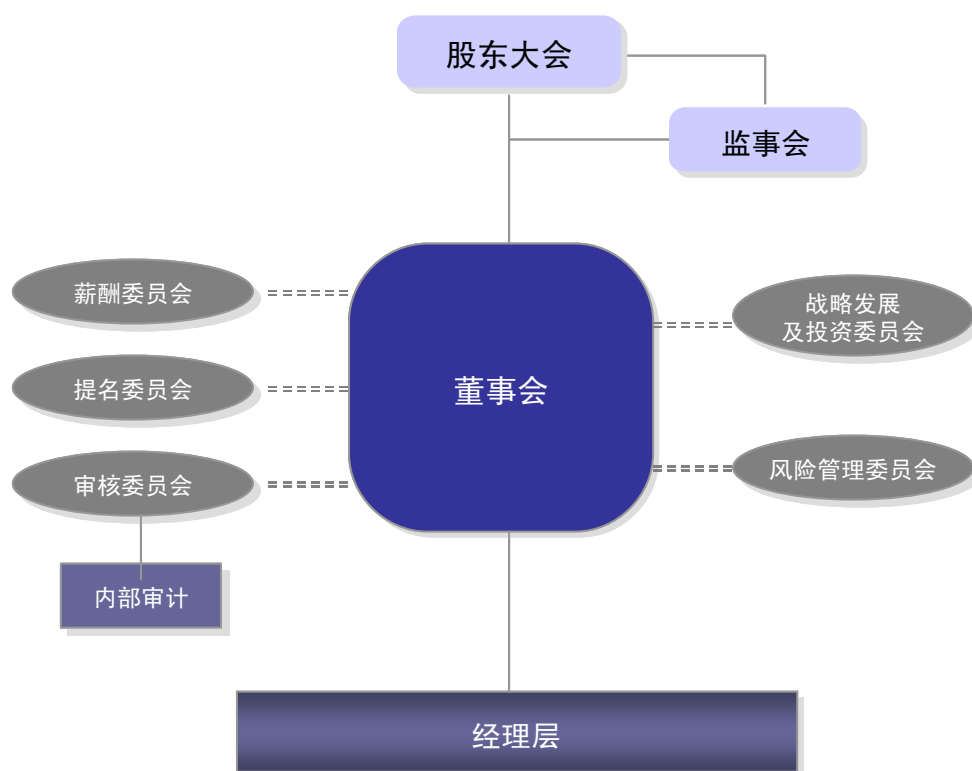 股东大会
监事会
薪酬委员会
战略发展
及投资委员会
提名委员会
董事会
审核委员会
风险管理委员会
内部审计
经理层